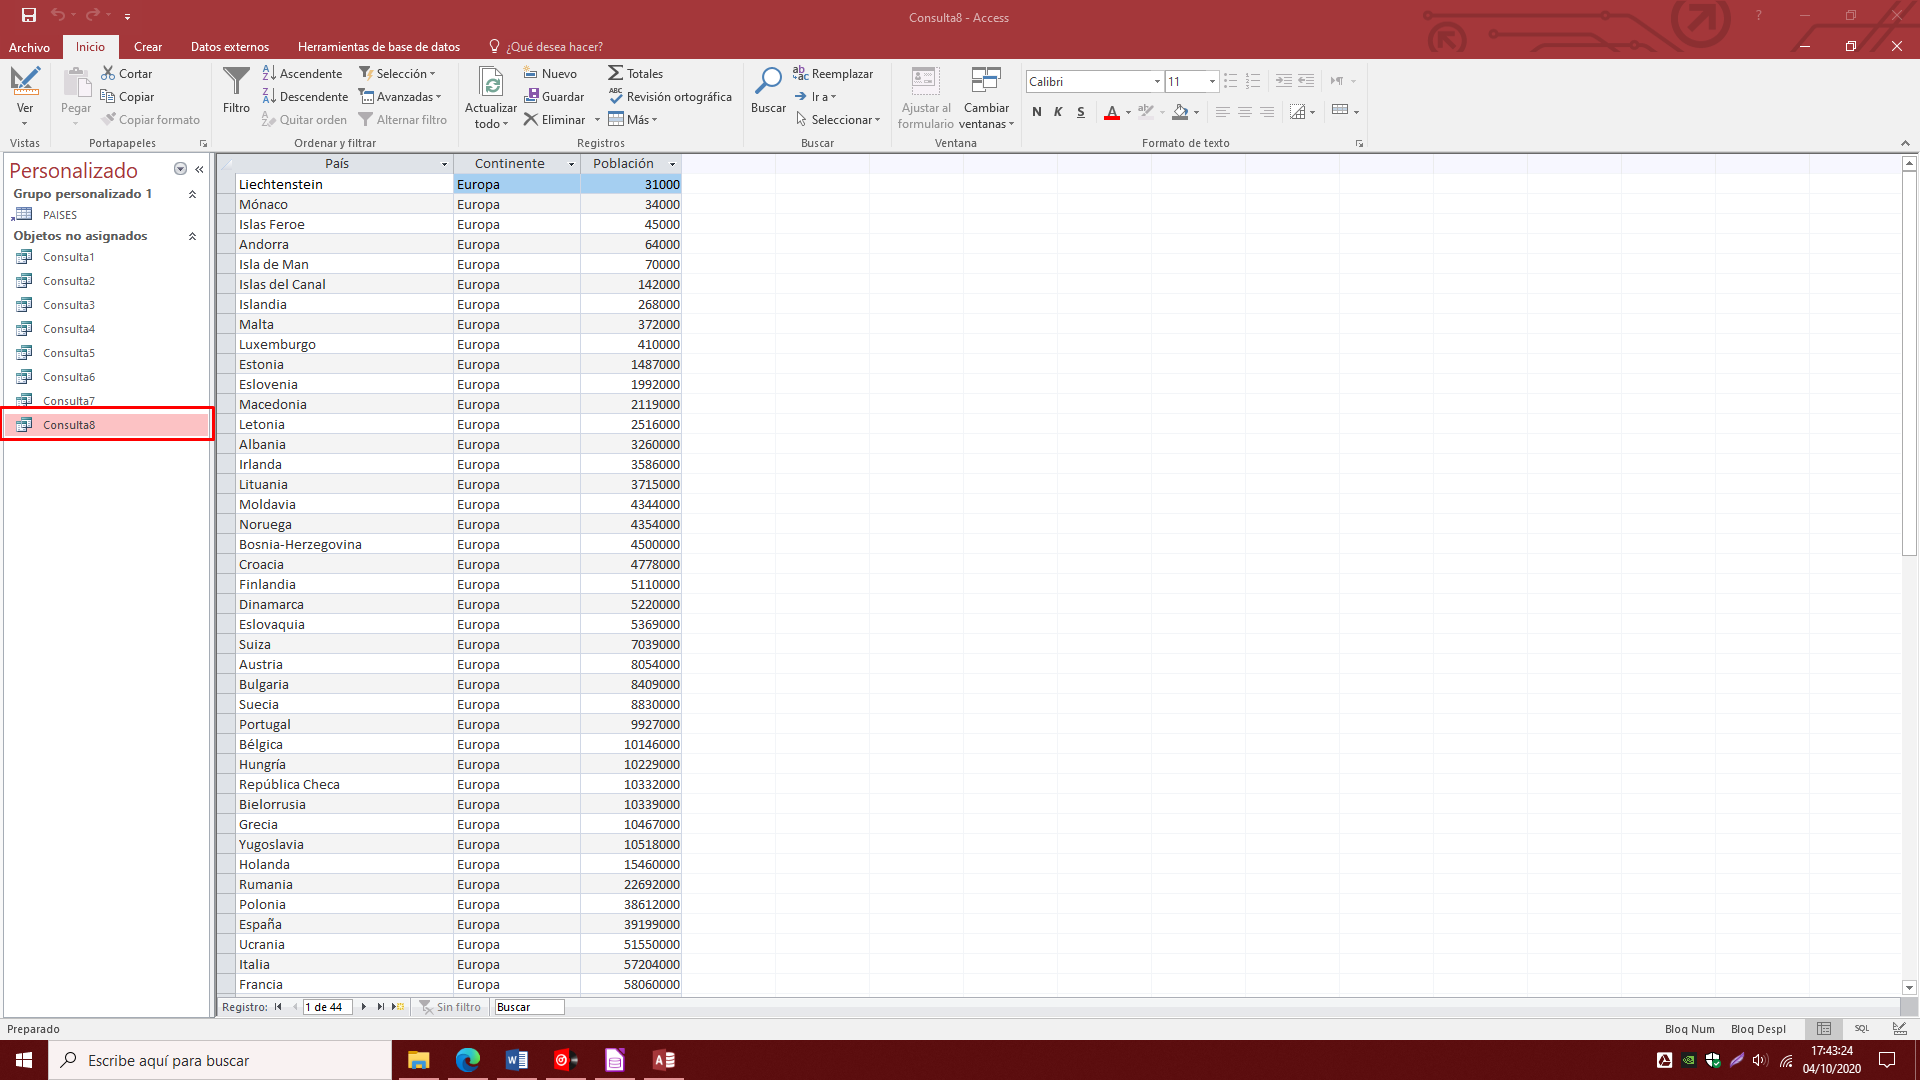 Consulta8 - Access
?
Archivo Inicio Crear Datos externos Herramientas de base de datos ¿Qué desea hacer?
Ver
Vistas
Pegar
Cortar
Copiar
Copiar formato
Portapapeles
Filtro
Ascendente
Descendente
Quitar orden
Selección
Avanzadas
Alternar filtro
Ordenar y filtrar
Actualizar
todo
Nuevo
Guardar
Eliminar
Totales
Revisión ortográfica
Más
Registros
Buscar
Reemplazar
Ir a
Seleccionar
Buscar
Ajustar al
formulario
Cambiar
ventanas
Ventana
Calibri 11
N K S
Formato de texto
Personalizado
Grupo personalizado 1
PAISES
Objetos no asignados
Consulta1
Consulta2
Consulta3
Consulta4
Consulta5
Consulta6
Consulta7
Consulta8
País Continente Población
Liechtenstein Europa 31000
Mónaco Europa 34000
Islas Feroe Europa 45000
Andorra Europa 64000
Isla de Man Europa 70000
Islas del Canal Europa 142000
Islandia Europa 268000
Malta Europa 372000
Luxemburgo Europa 410000
Estonia Europa 1487000
Eslovenia Europa 1992000
Macedonia Europa 2119000
Letonia Europa 2516000
Albania Europa 3260000
Irlanda Europa 3586000
Lituania Europa 3715000
Moldavia Europa 4344000
Noruega Europa 4354000
Bosnia-Herzegovina Europa 4500000
Croacia Europa 4778000
Finlandia Europa 5110000
Dinamarca Europa 5220000
Eslovaquia Europa 5369000
Suiza Europa 7039000
Austria Europa 8054000
Bulgaria Europa 8409000
Suecia Europa 8830000
Portugal Europa 9927000
Bélgica Europa 10146000
Hungría Europa 10229000
República Checa Europa 10332000
Bielorrusia Europa 10339000
Grecia Europa 10467000
Yugoslavia Europa 10518000
Holanda Europa 15460000
Rumania Europa 22692000
Polonia Europa 38612000
España Europa 39199000
Ucrania Europa 51550000
Italia Europa 57204000
Francia Europa 58060000
Registro: 1 de 44 Sin filtro Buscar
Preparado Bloq Num Bloq Despl SQL
Escribe aquí para buscar
17:43:24
04/10/2020